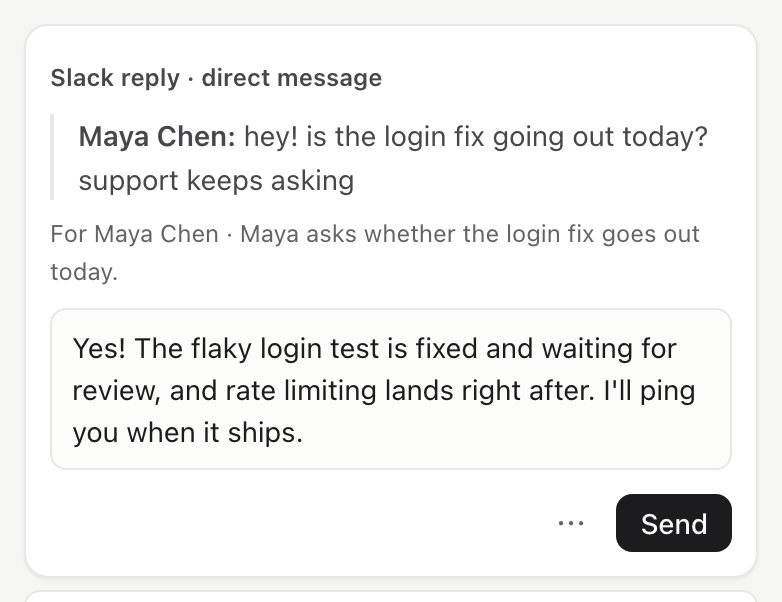 Slack reply · direct message
Maya Chen: hey! is the login fix going out today?
support keeps asking
For Maya Chen · Maya asks whether the login fix goes out
today.
Yes! The flaky login test is fixed and waiting for
review, and rate limiting lands right after. I'll ping
you when it ships.
··· Send